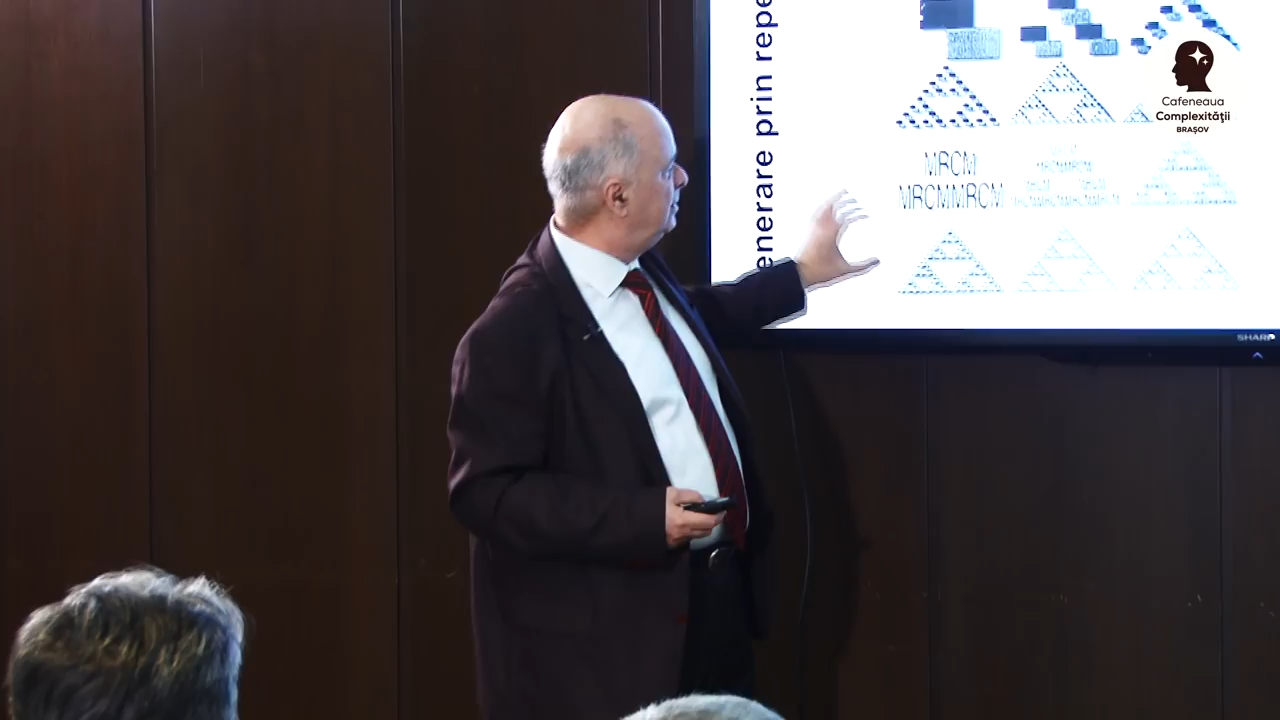 enerare prin repe
Cafeneaua
Complexității
BRAȘOV
MRCM
MRCMMRCM
SHARP